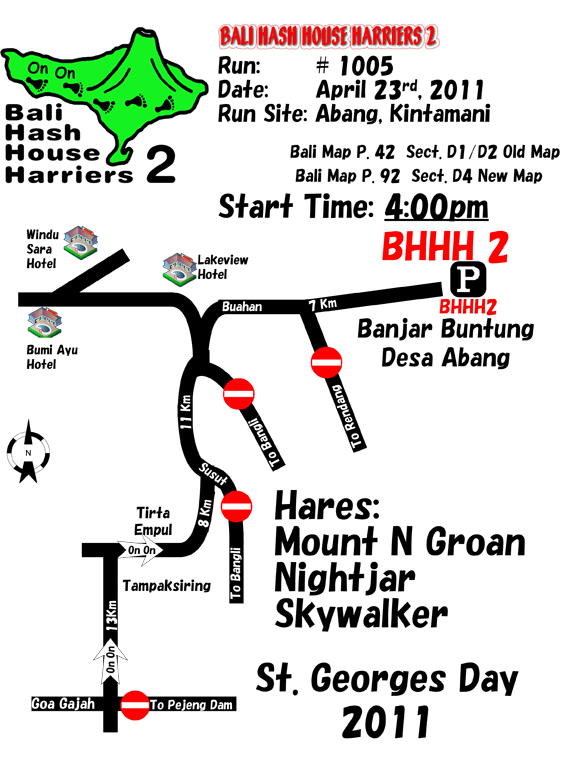 BALI HASH HOUSE HARRIERS 2
On On
Bali
Hash
House
Harriers 2
Run: # 1005
Date: April 23rd, 2011
Run Site: Abang, Kintamani
Bali Map P. 42 Sect. D1/D2 Old Map
Bali Map P. 92 Sect. D4 New Map
Start Time: 4:00pm
BHHH 2
P
BHHH2
Banjar Buntung
Desa Abang
Windu
Sara
Hotel
Lakeview
Hotel
Bumi Ayu
Hotel
Buahan
7 Km
To Rendang
11 Km
To Bangli
N
Susut
8 Km
To Bangli
Tirta
Empul
On On
Tampaksiring
13Km
On On
Goa Gajah
To Pejeng Dam
Hares:
Mount N Groan
Nightjar
Skywalker
St. Georges Day
2011